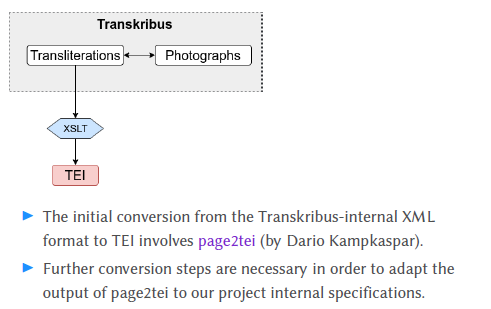 Transkribus
Transliterations
Photographs
XSLT
TEI
The initial conversion from the Transkribus-internal XML
format to TEI involves page2tei (by Dario Kampkaspar).
Further conversion steps are necessary in order to adapt the
output of page2tei to our project internal specifications.